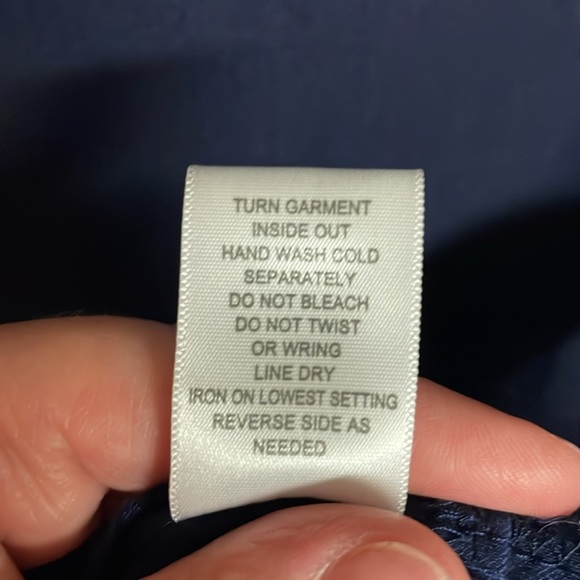 TURN GARMENT
INSIDE OUT
HAND WASH COLD
SEPARATELY
DO NOT BLEACH
DO NOT TWIST
OR WRING
LINE DRY
IRON ON LOWEST SETTING
REVERSE SIDE AS
NEEDED